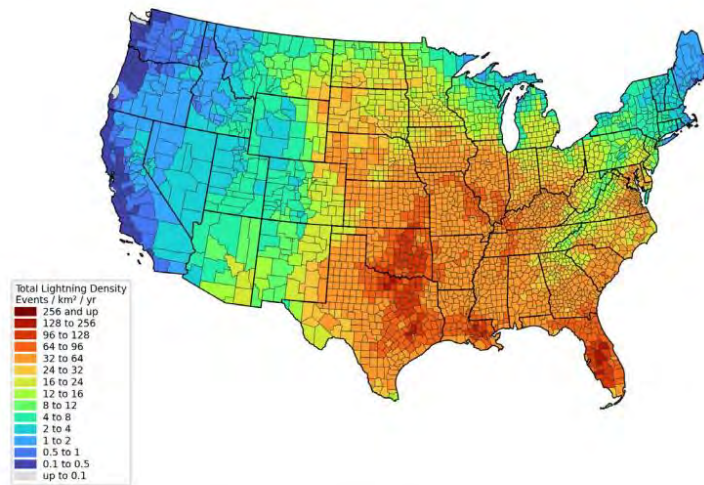 Total Lightning Density
Events / km² / yr
256 and up
128 to 256
96 to 128
64 to 96
32 to 64
24 to 32
16 to 24
12 to 16
8 to 12
4 to 8
2 to 4
1 to 2
0.5 to 1
0.1 to 0.5
up to 0.1